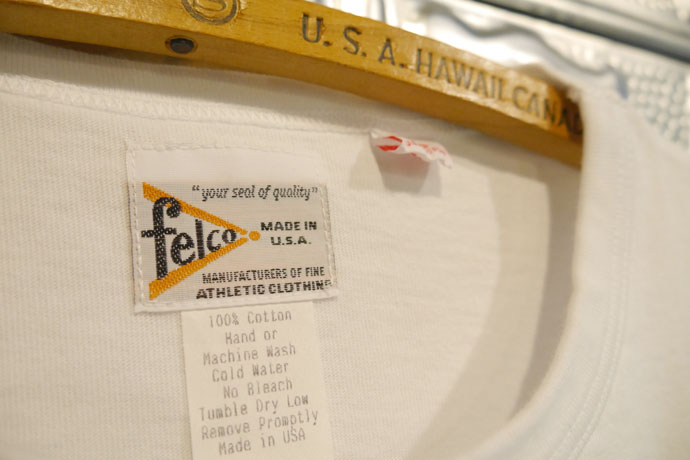 U. S. A. HAWAII, CANADA
"your seal of quality"
felco
MADE IN
U.S.A.
MANUFACTURERS OF FINE
ATHLETIC CLOTHING
100% Cotton
Hand or
Machine Wash
Cold Water
No Bleach
Tumble Dry Low
Remove Promptly
Made in USA